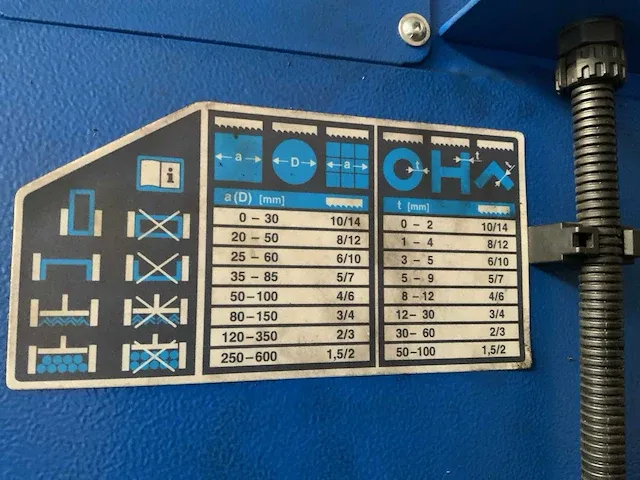 i
a D a
a (D) [mm]
0 – 30 10/14
20 – 50 8/12
25 – 60 6/10
35 – 85 5/7
50 – 100 4/6
80 – 150 3/4
120 – 350 2/3
250 – 600 1,5/2
t t t
t [mm]
0 – 2 10/14
1 – 4 8/12
3 – 5 6/10
5 – 9 5/7
8 – 12 4/6
12 – 30 3/4
30 – 60 2/3
50 – 100 1,5/2